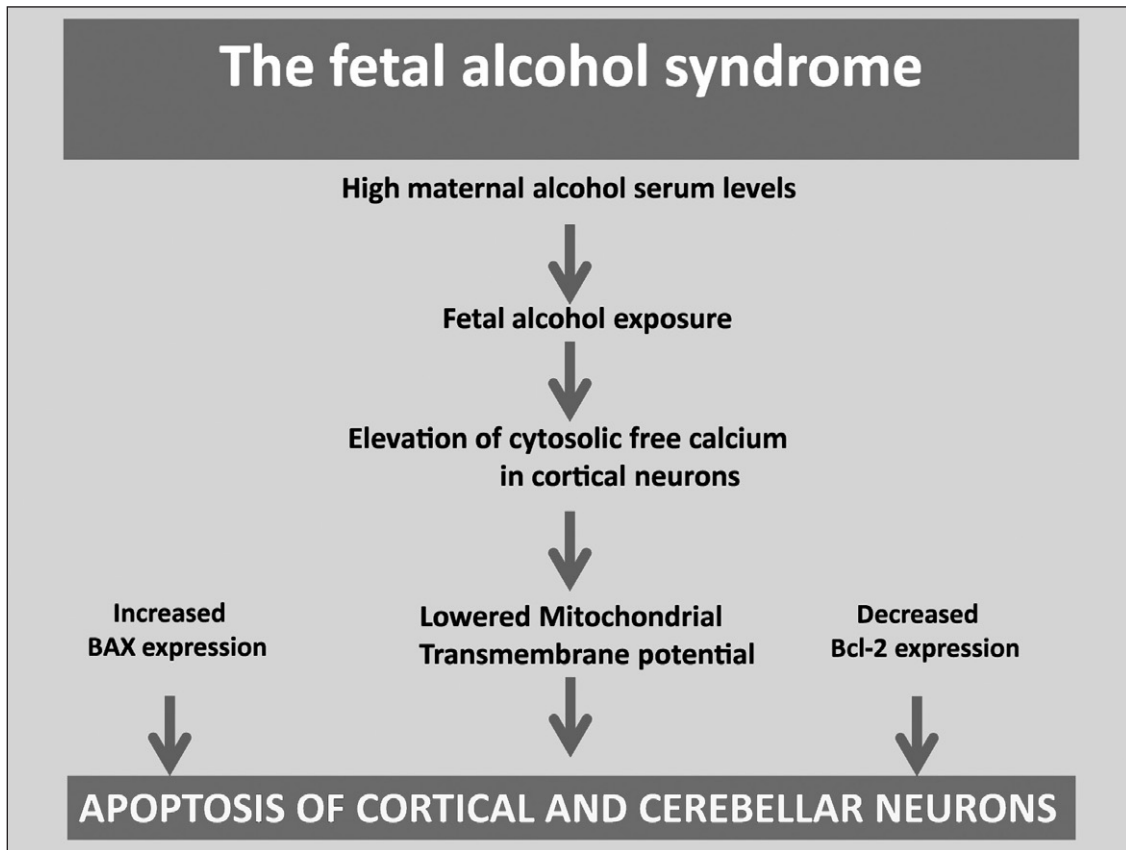 The fetal alcohol syndrome
High maternal alcohol serum levels
Fetal alcohol exposure
Elevation of cytosolic free calcium
in cortical neurons
Increased
BAX expression
Lowered Mitochondrial
Transmembrane potential
Decreased
Bcl-2 expression
APOPTOSIS OF CORTICAL AND CEREBELLAR NEURONS